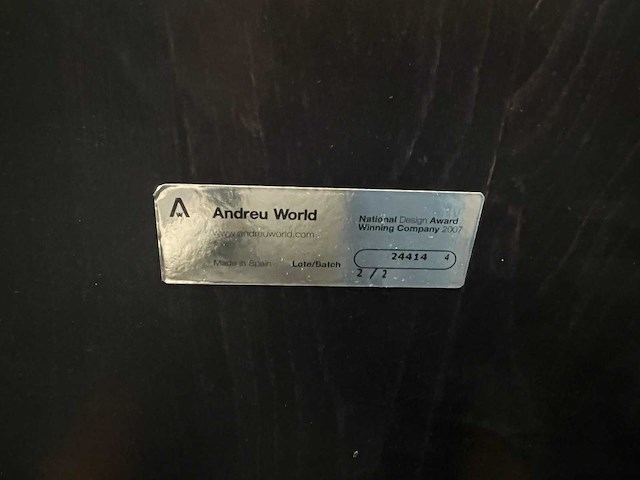 Andreu World
www.andreuworld.com
National Design Award
Winning Company 2007
Made in Spain Lote/Batch 24414 4
2 / 2